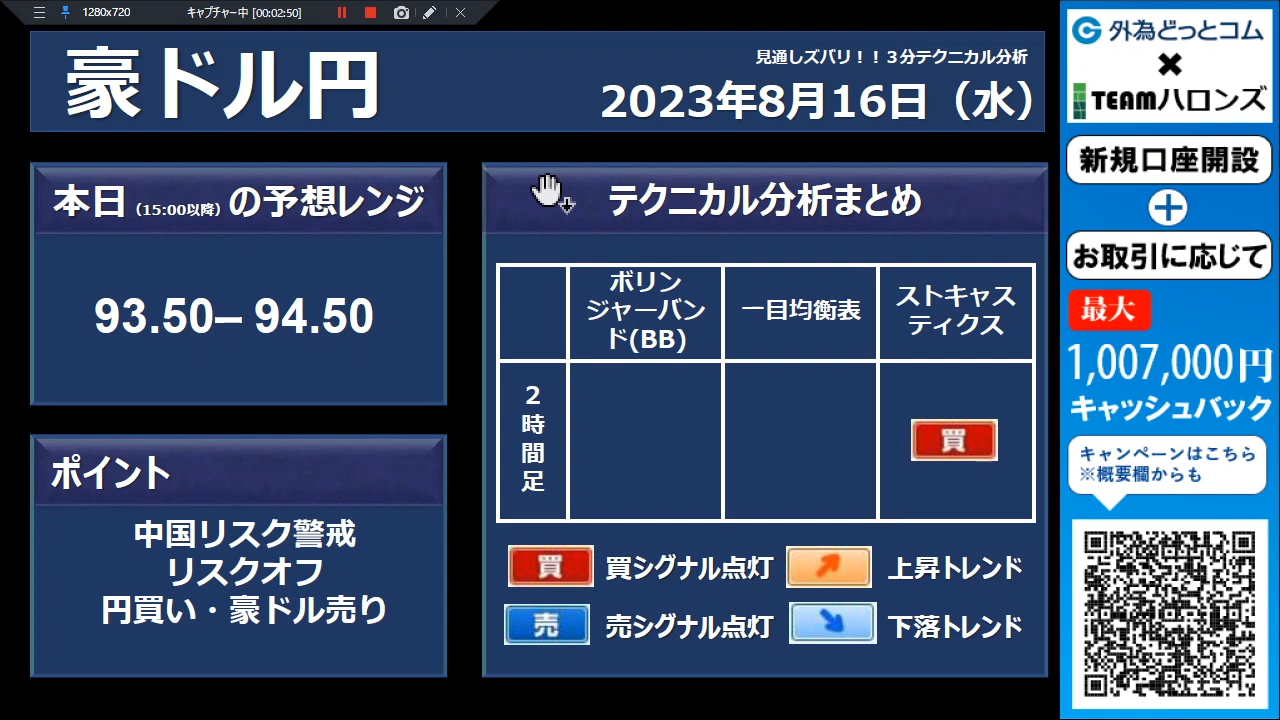 1280x720
キャプチャー中 [00:02:50]
豪ドル円
見通しズバリ！！３分テクニカル分析
2023年8月16日（水）
本日（15:00以降）の予想レンジ
93.50– 94.50
ポイント
中国リスク警戒
リスクオフ
円買い・豪ドル売り
テクニカル分析まとめ
ボリン
ジャーバン
ド(BB)
一目均衡表
ストキャス
ティクス
２
時
間
足
買
買 買シグナル点灯
上昇トレンド
売 売シグナル点灯
下落トレンド
外為どっとコム
×
TEAMハロンズ
新規口座開設
+
お取引に応じて
最大
1,007,000円
キャッシュバック
キャンペーンはこちら
※概要欄からも